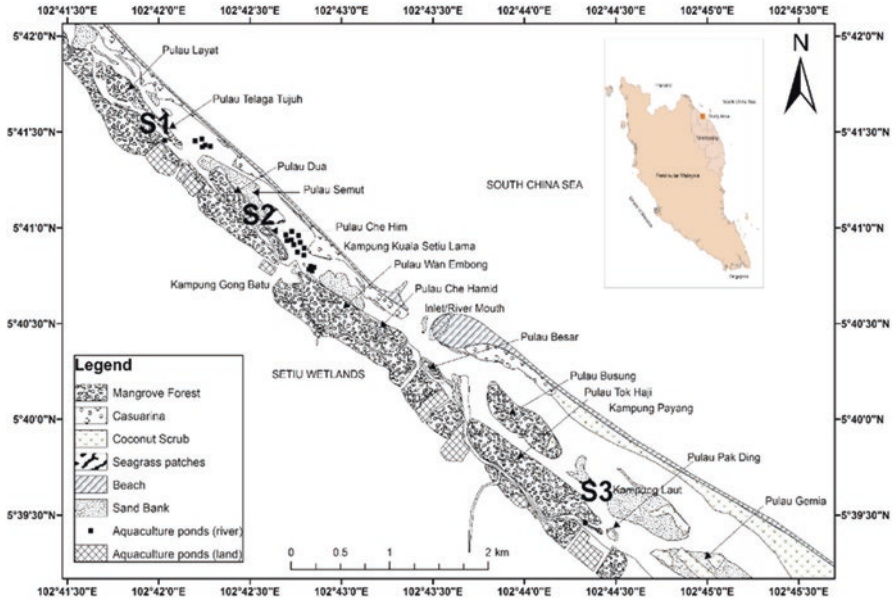 102°41'30"E 102°42'0"E 102°42'30"E 102°43'0"E 102°43'30"E 102°44'0"E 102°44'30"E 102°45'0"E 102°45'30"E
5°42'0"N
5°42'0"N
Pulau Layat
N
Pulau Telaga Tujuh
S1
5°41'30"N
5°41'30"N
Pulau Dua
Pulau Semut
SOUTH CHINA SEA
Peninsular Malaysia
Singapore
S2
5°41'0"N
5°41'0"N
Pulau Che Him
Kampung Kuala Setiu Lama
Pulau Wan Embong
Kampung Gong Batu
Pulau Che Hamid
Inlet/River Mouth
5°40'30"N
5°40'30"N
Pulau Besar
SETIU WETLANDS
Pulau Busung
Pulau Tok Haji
Kampung Payang
5°40'0"N
5°40'0"N
Pulau Pak Ding
S3
Kampung Laut
Pulau Gemia
5°39'30"N
5°39'30"N
Legend
Mangrove Forest
Casuarina
Coconut Scrub
Seagrass patches
Beach
Sand Bank
Aquaculture ponds (river)
Aquaculture ponds (land)
0 0.5 1 2 km
102°41'30"E 102°42'0"E 102°42'30"E 102°43'0"E 102°43'30"E 102°44'0"E 102°44'30"E 102°45'0"E 102°45'30"E